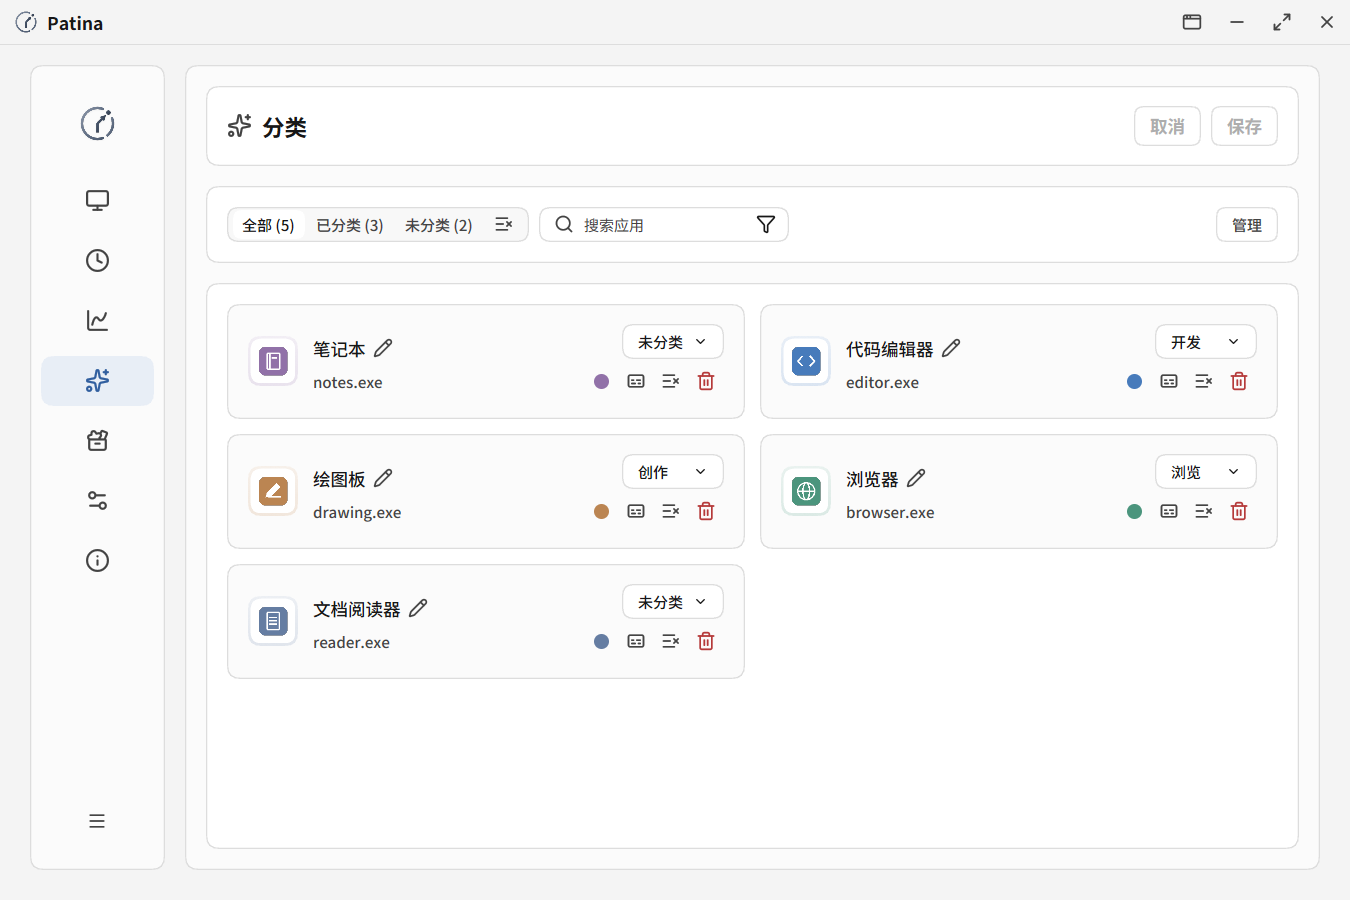 Patina
分类
取消
保存
全部 (5)
已分类 (3)
未分类 (2)
搜索应用
管理
笔记本
未分类
notes.exe
代码编辑器
开发
editor.exe
绘图板
创作
drawing.exe
浏览器
浏览
browser.exe
文档阅读器
未分类
reader.exe